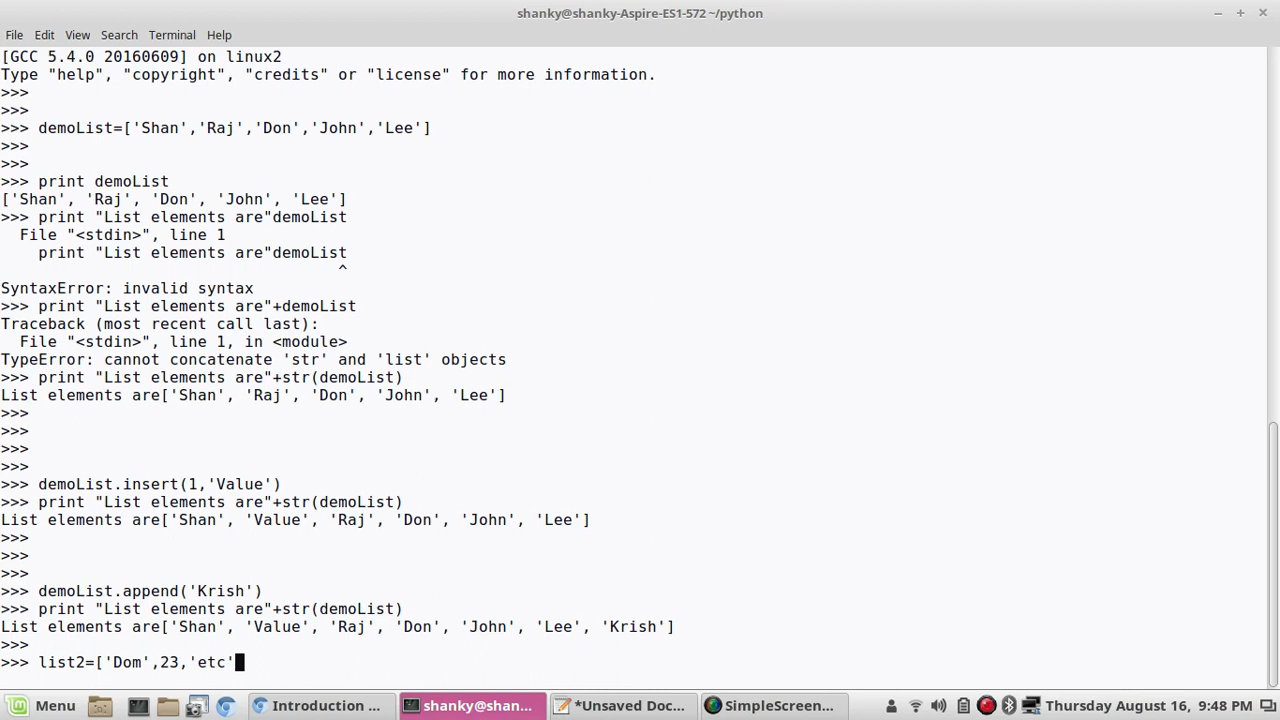 shanky@shanky-Aspire-ES1-572 ~/python
File Edit View Search Terminal Help
[GCC 5.4.0 20160609] on linux2
Type "help", "copyright", "credits" or "license" for more information.
>>>
>>>
>>> demoList=['Shan','Raj','Don','John','Lee']
>>>
>>>
>>> print demoList
['Shan', 'Raj', 'Don', 'John', 'Lee']
>>> print "List elements are"demoList
  File "<stdin>", line 1
    print "List elements are"demoList
                                    ^
SyntaxError: invalid syntax
>>> print "List elements are"+demoList
Traceback (most recent call last):
  File "<stdin>", line 1, in <module>
TypeError: cannot concatenate 'str' and 'list' objects
>>> print "List elements are"+str(demoList)
List elements are['Shan', 'Raj', 'Don', 'John', 'Lee']
>>>
>>>
>>>
>>>
>>> demoList.insert(1,'Value')
>>> print "List elements are"+str(demoList)
List elements are['Shan', 'Value', 'Raj', 'Don', 'John', 'Lee']
>>>
>>>
>>>
>>> demoList.append('Krish')
>>> print "List elements are"+str(demoList)
List elements are['Shan', 'Value', 'Raj', 'Don', 'John', 'Lee', 'Krish']
>>>
>>> list2=['Dom',23,'etc'
Menu Introduction ... shanky@shan... *Unsaved Doc... SimpleScreen... Thursday August 16, 9:48 PM